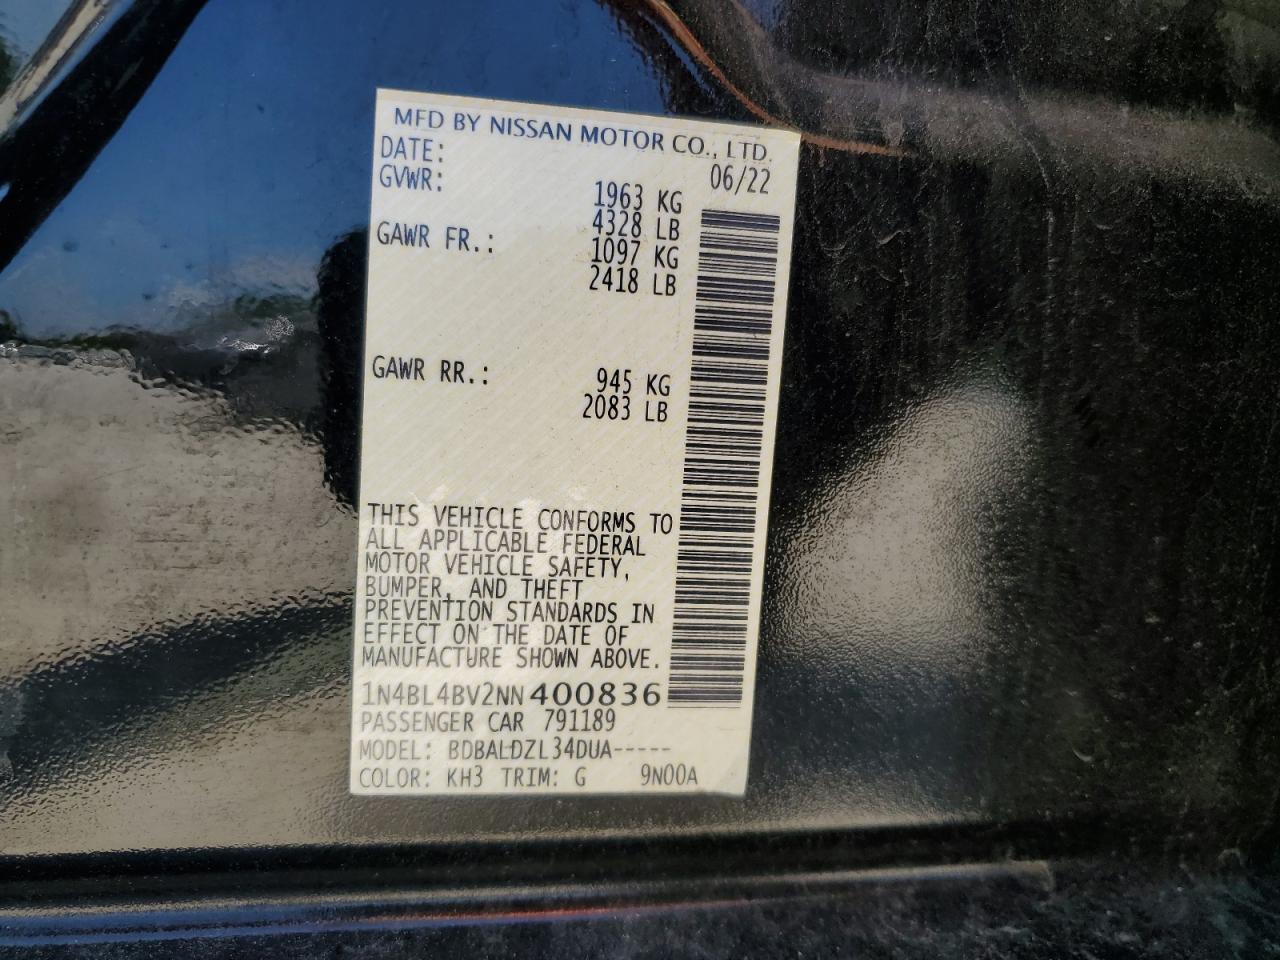 MFD BY NISSAN MOTOR CO., LTD.
DATE: 06/22
GVWR: 1963 KG
4328 LB
GAWR FR.: 1097 KG
2418 LB
GAWR RR.: 945 KG
2083 LB
THIS VEHICLE CONFORMS TO
ALL APPLICABLE FEDERAL
MOTOR VEHICLE SAFETY,
BUMPER, AND THEFT
PREVENTION STANDARDS IN
EFFECT ON THE DATE OF
MANUFACTURE SHOWN ABOVE.
1N4BL4BV2NN400836
PASSENGER CAR 791189
MODEL: BDBALDZL34DUA-----
COLOR: KH3 TRIM: G 9N00A